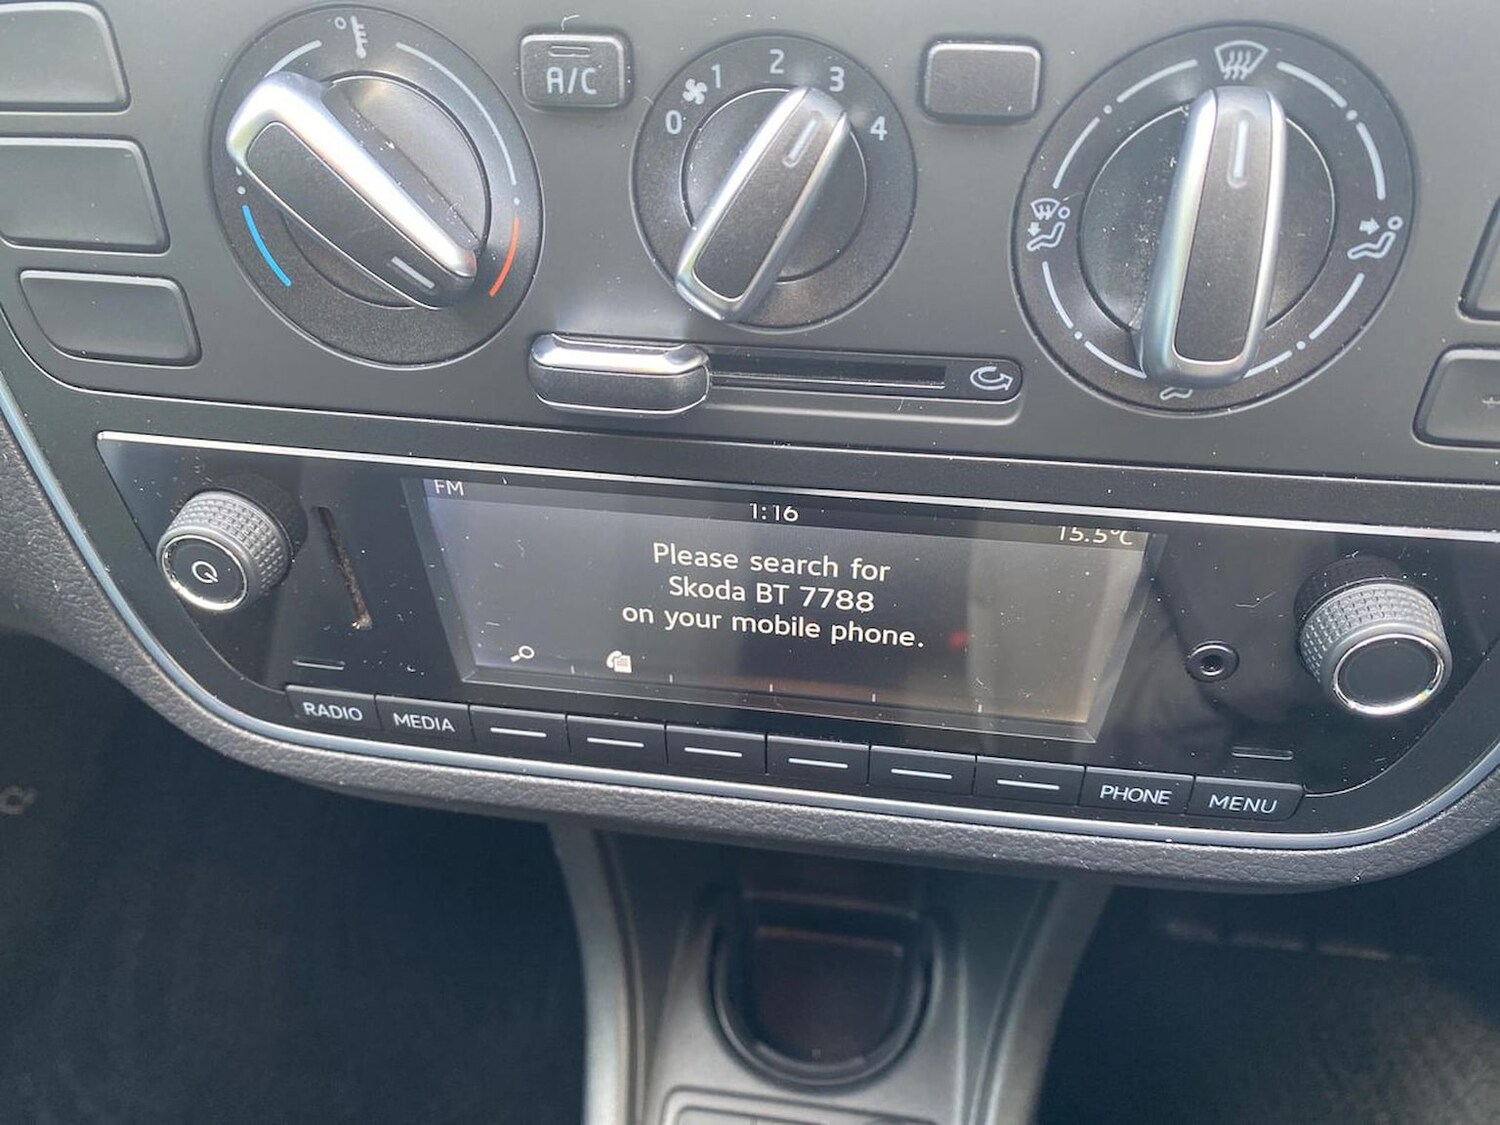 A/C
0 1 2 3 4
FM
1:16
15.5°C
Please search for
Skoda BT 7788
on your mobile phone.
RADIO
MEDIA
PHONE
MENU